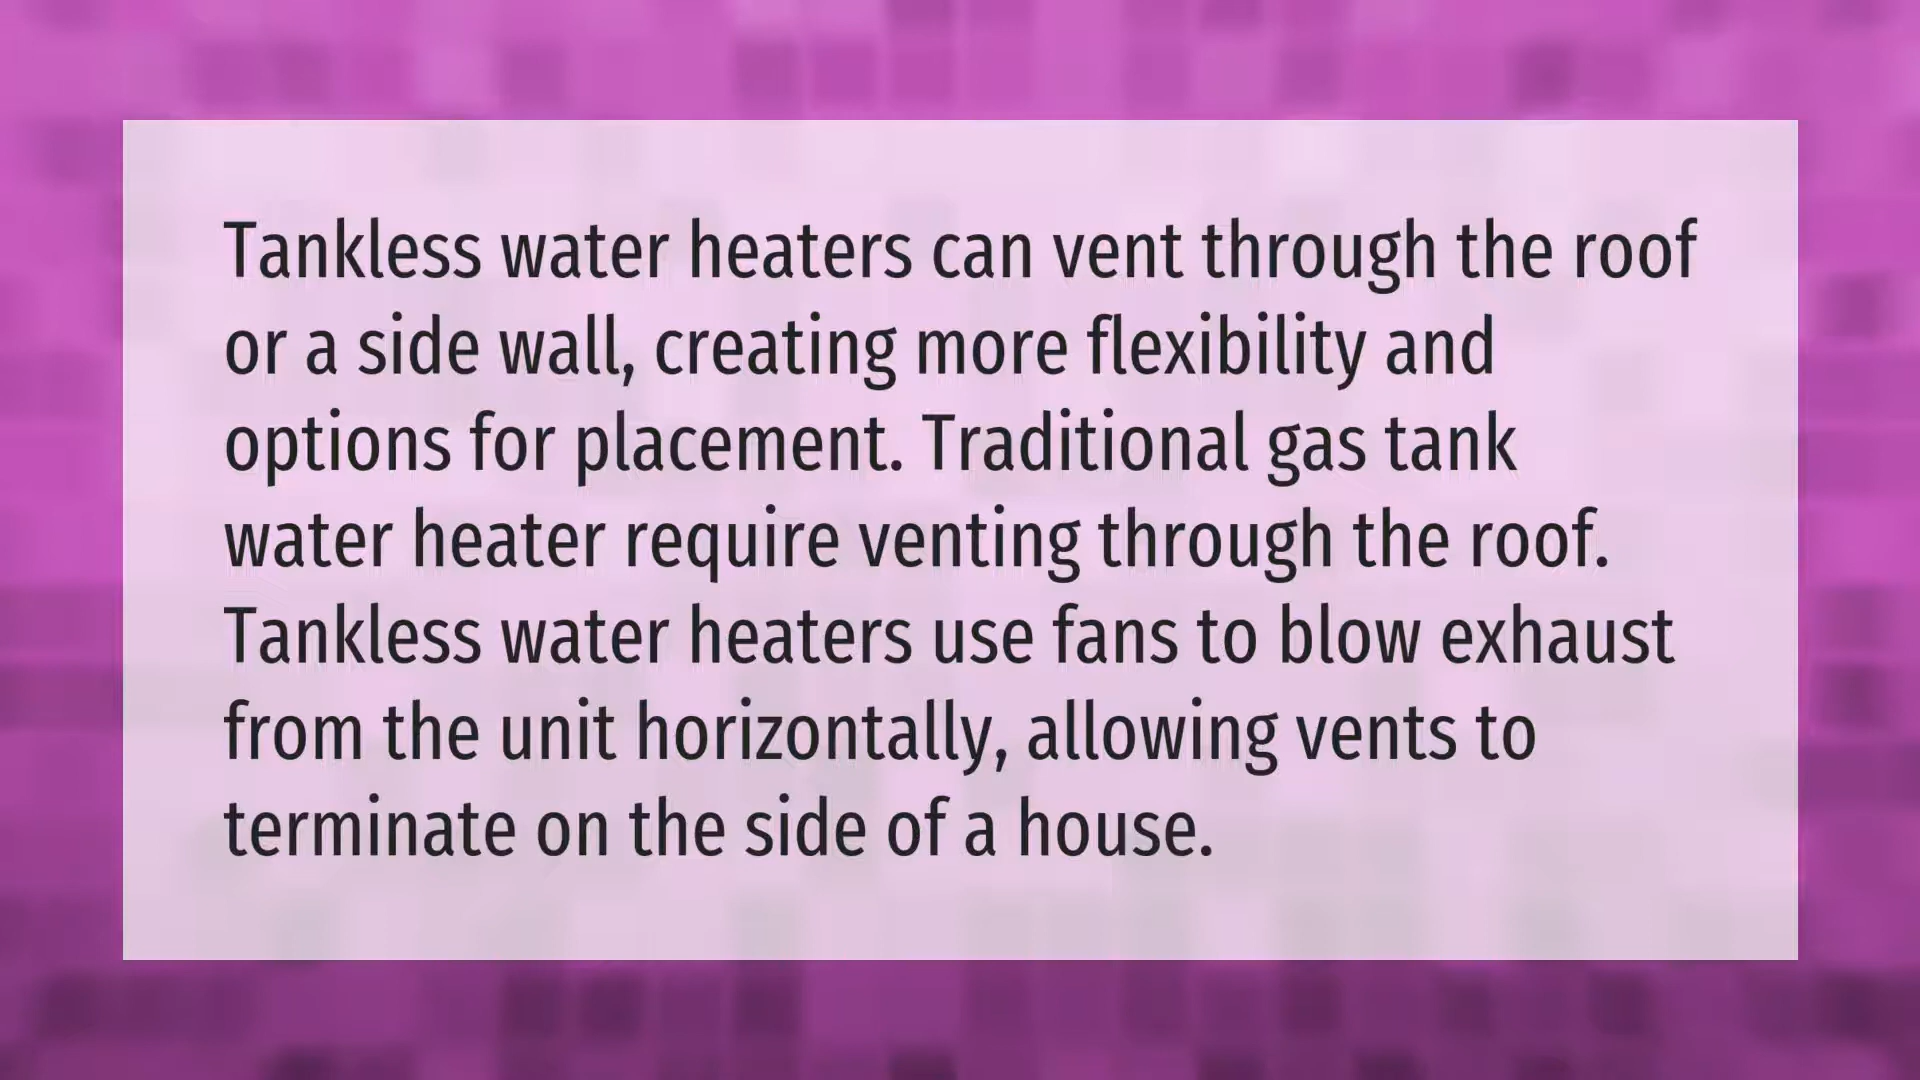 Tankless water heaters can vent through the roof
or a side wall, creating more flexibility and
options for placement. Traditional gas tank
water heater require venting through the roof.
Tankless water heaters use fans to blow exhaust
from the unit horizontally, allowing vents to
terminate on the side of a house.